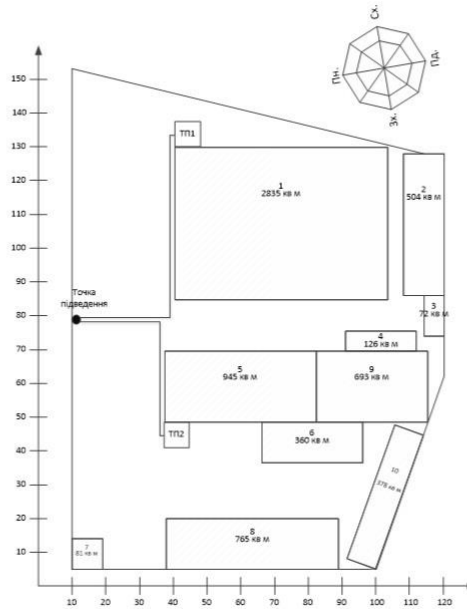 Сх.
ПН.
ПД.
Зх.
150
140
130
120
110
100
90
80
70
60
50
40
30
20
10
ТП1
1
2835 кв м
2
504 кв м
Точка
підведення
3
72 кв м
4
126 кв м
5
945 кв м
9
693 кв м
ТП2
6
360 кв м
10
378 кв м
8
765 кв м
7
81 кв м
10 20 30 40 50 60 70 80 90 100 110 120